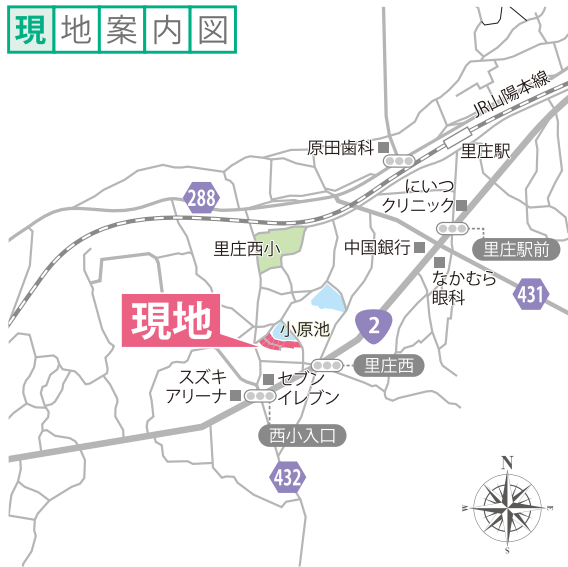 現地案内図
JR山陽本線
原田歯科
里庄駅
288
にいつ
クリニック
里庄西小
中国銀行
里庄駅前
なかむら
眼科
431
現地
小原池
2
里庄西
スズキ
アリーナ
セブン
イレブン
西小入口
432
N
W
E
S